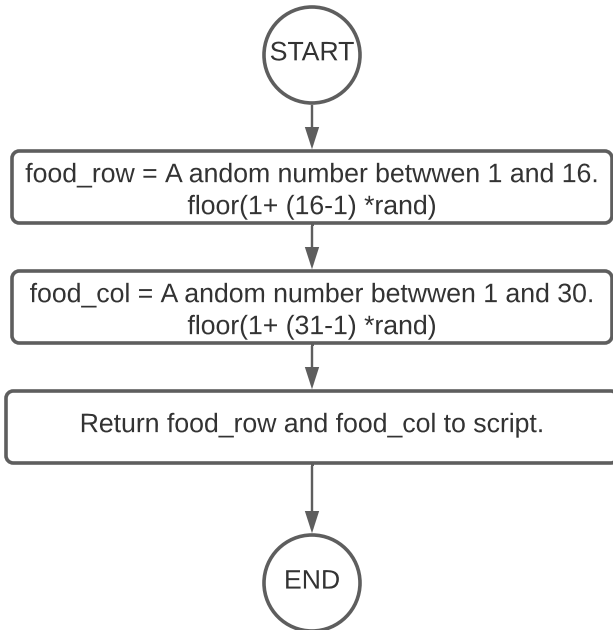 START
food_row = A andom number betwwen 1 and 16.
floor(1+ (16-1) *rand)
food_col = A andom number betwwen 1 and 30.
floor(1+ (31-1) *rand)
Return food_row and food_col to script.
END